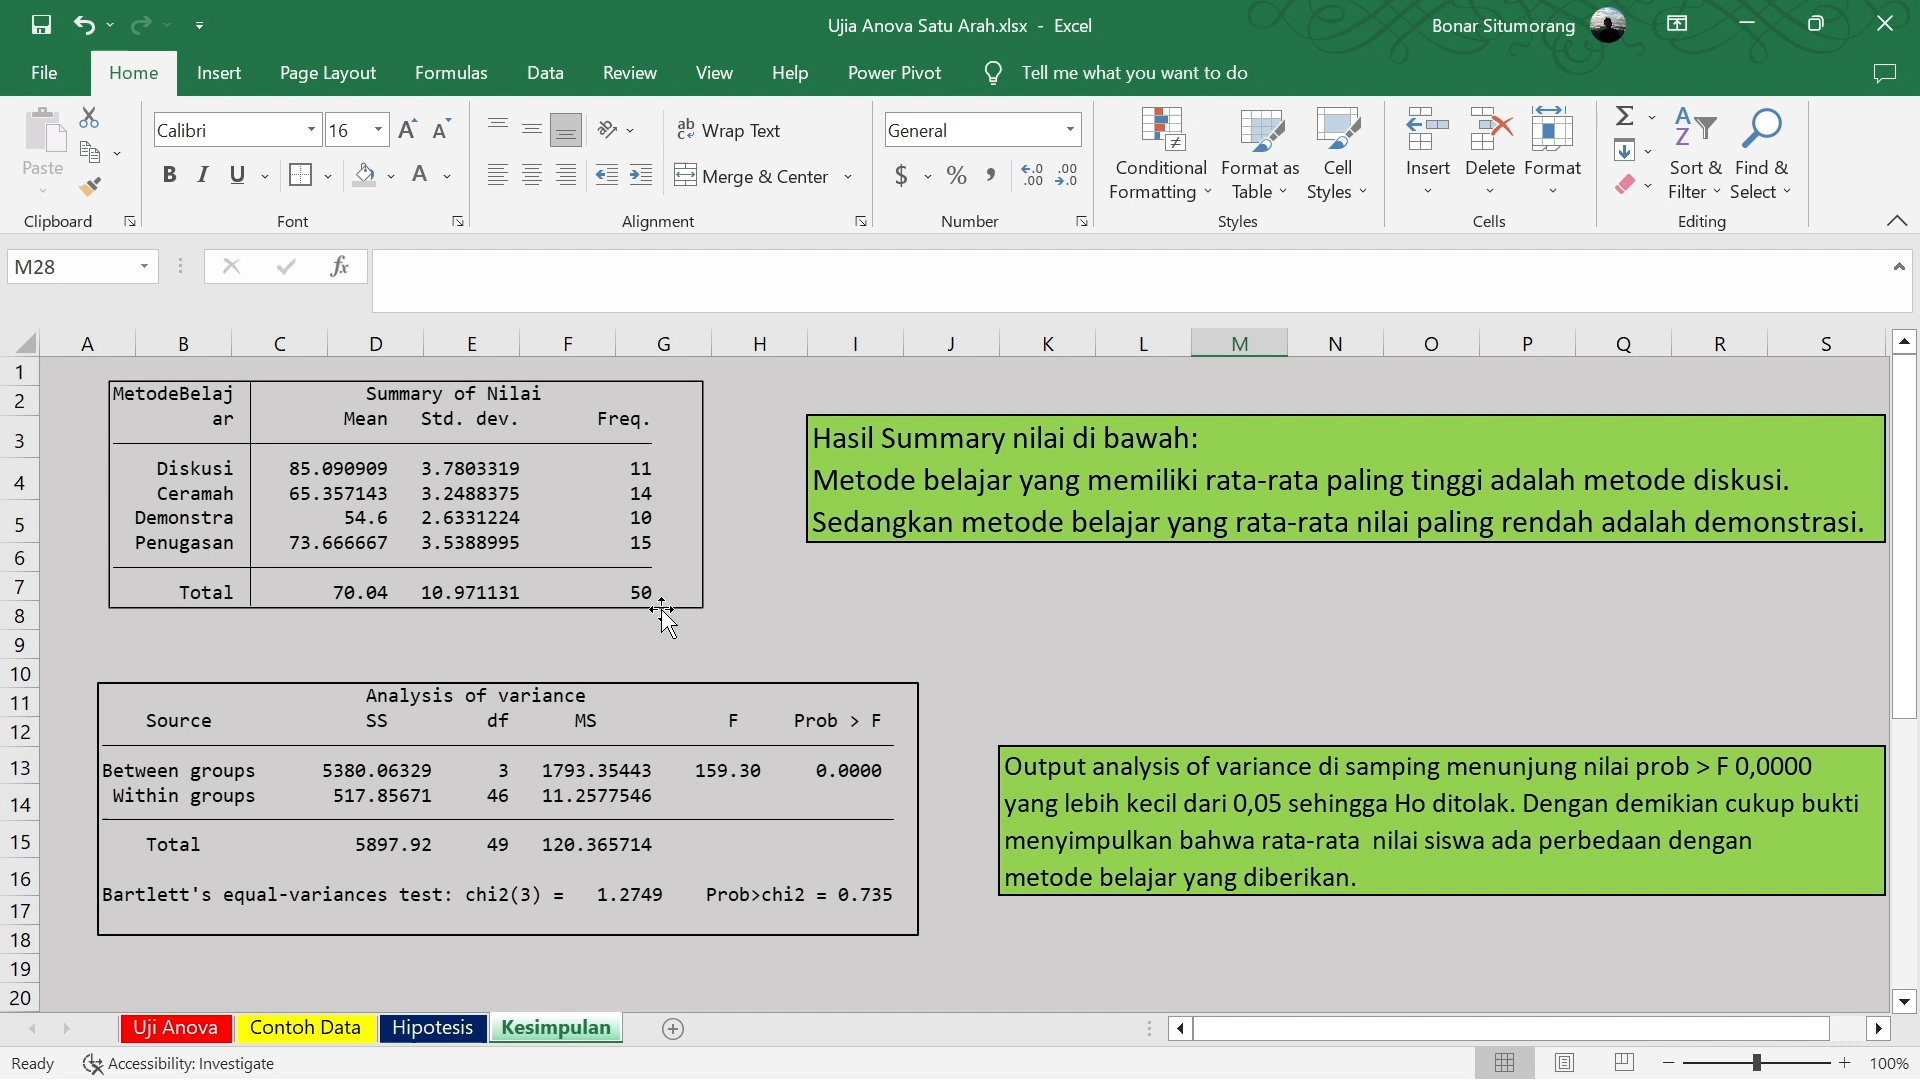 Ujia Anova Satu Arah.xlsx - Excel
Bonar Situmorang
File Home Insert Page Layout Formulas Data Review View Help Power Pivot Tell me what you want to do
Paste
Clipboard
Calibri 16
B I U
Font
Wrap Text
Merge & Center
Alignment
General
$ % ,
Number
Conditional Formatting
Format as Table
Cell Styles
Styles
Insert Delete Format
Cells
Sort & Filter
Find & Select
Editing
M28
fx
A B C D E F G H I J K L M N O P Q R S
1
2
3
4
5
6
7
8
9
10
11
12
13
14
15
16
17
18
19
20
MetodeBelaj Summary of Nilai
ar Mean Std. dev. Freq.
Diskusi 85.090909 3.7803319 11
Ceramah 65.357143 3.2488375 14
Demonstra 54.6 2.6331224 10
Penugasan 73.666667 3.5388995 15
Total 70.04 10.971131 50
Hasil Summary nilai di bawah:
Metode belajar yang memiliki rata-rata paling tinggi adalah metode diskusi.
Sedangkan metode belajar yang rata-rata nilai paling rendah adalah demonstrasi.
Analysis of variance
Source SS df MS F Prob > F
Between groups 5380.06329 3 1793.35443 159.30 0.0000
Within groups 517.85671 46 11.2577546
Total 5897.92 49 120.365714
Bartlett's equal-variances test: chi2(3) = 1.2749 Prob>chi2 = 0.735
Output analysis of variance di samping menunjung nilai prob > F 0,0000
yang lebih kecil dari 0,05 sehingga Ho ditolak. Dengan demikian cukup bukti
menyimpulkan bahwa rata-rata nilai siswa ada perbedaan dengan
metode belajar yang diberikan.
Uji Anova Contoh Data Hipotesis Kesimpulan
Ready Accessibility: Investigate 100%